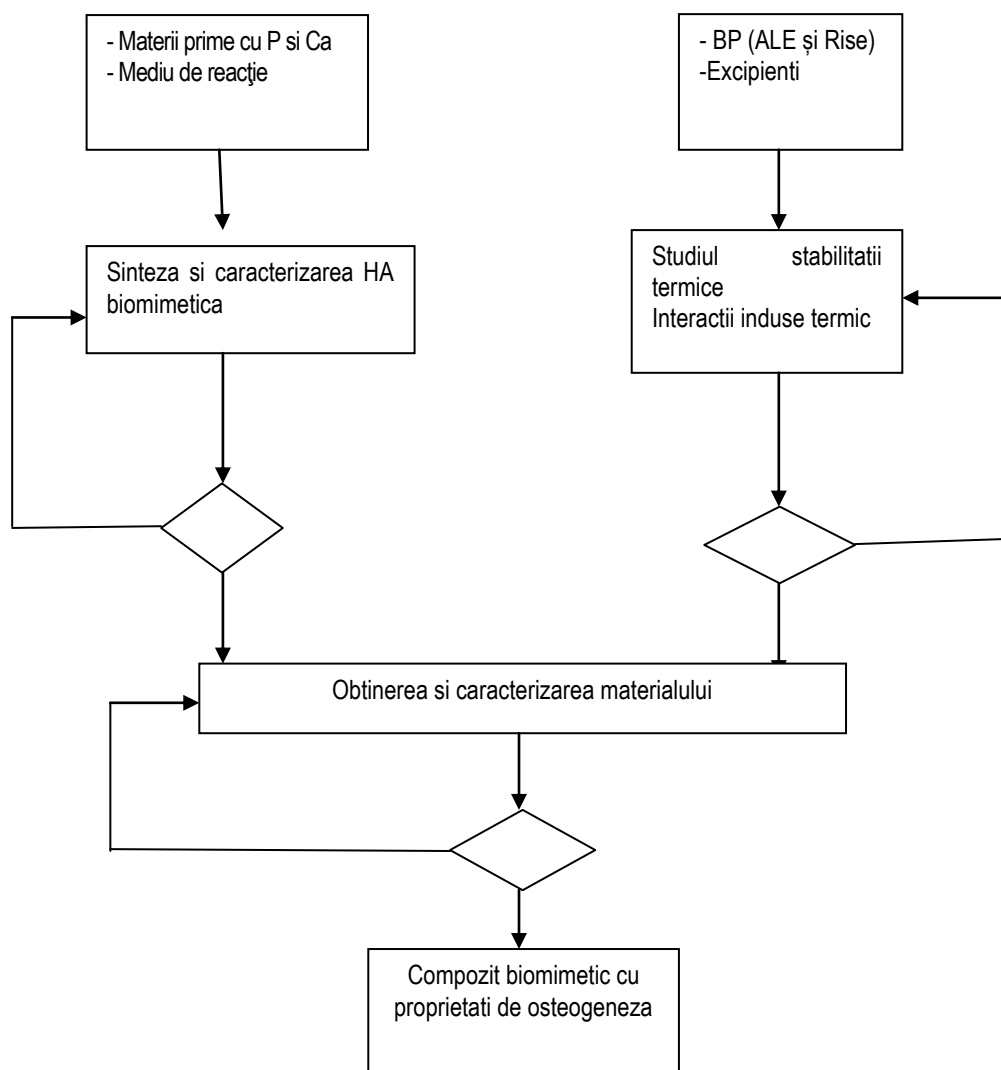 - Materii prime cu P si Ca
- Mediu de reacţie
- BP (ALE și Rise)
-Excipienti
Sinteza si caracterizarea HA
biomimetica
Studiul stabilitatii
termice
Interactii induse termic
Obtinerea si caracterizarea materialului
Compozit biomimetic cu
proprietati de osteogeneza